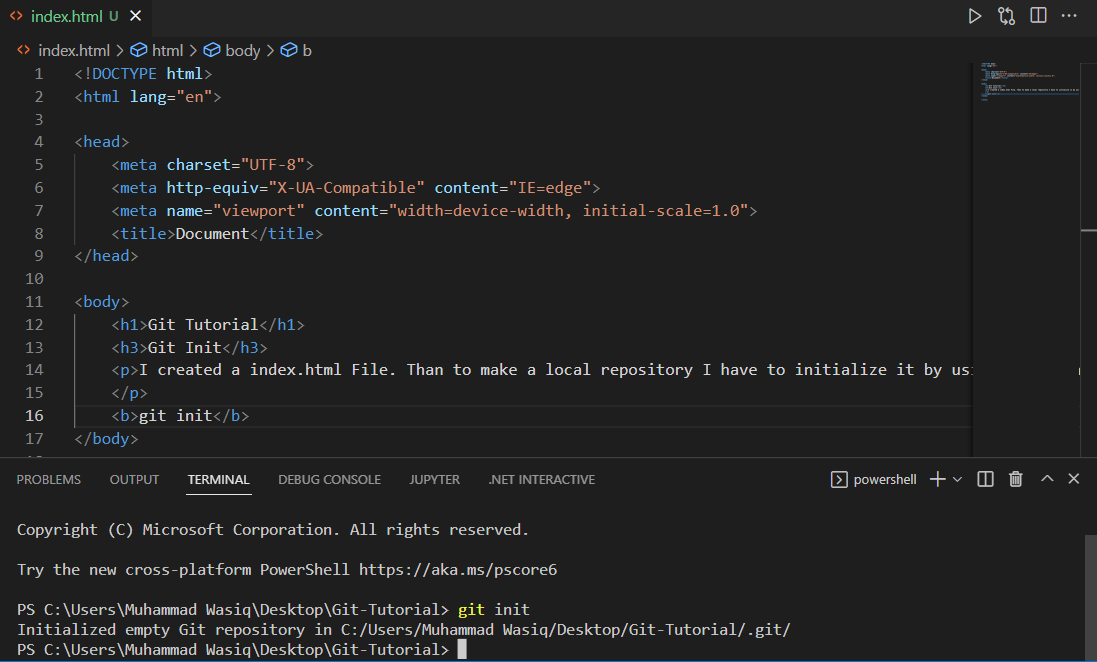 index.html U
index.html > html > body > b
1 <!DOCTYPE html>
2 <html lang="en">
3
4 <head>
5 <meta charset="UTF-8">
6 <meta http-equiv="X-UA-Compatible" content="IE=edge">
7 <meta name="viewport" content="width=device-width, initial-scale=1.0">
8 <title>Document</title>
9 </head>
10
11 <body>
12 <h1>Git Tutorial</h1>
13 <h3>Git Init</h3>
14 <p>I created a index.html File. Than to make a local repository I have to initialize it by
15 </p>
16 <b>git init</b>
17 </body>
PROBLEMS OUTPUT TERMINAL DEBUG CONSOLE JUPYTER .NET INTERACTIVE powershell
Copyright (C) Microsoft Corporation. All rights reserved.
Try the new cross-platform PowerShell https://aka.ms/pscore6
PS C:\Users\Muhammad Wasiq\Desktop\Git-Tutorial> git init
Initialized empty Git repository in C:/Users/Muhammad Wasiq/Desktop/Git-Tutorial/.git/
PS C:\Users\Muhammad Wasiq\Desktop\Git-Tutorial>